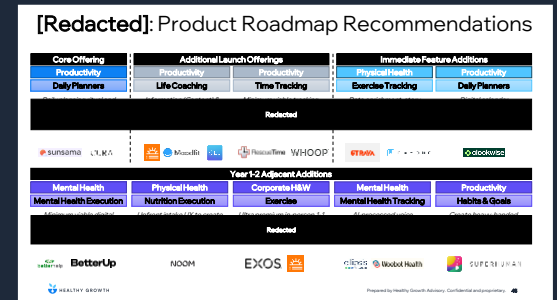 [Redacted]: Product Roadmap Recommendations
Core Offering
Additional Launch Offerings
Immediate Feature Additions
Productivity
Productivity
Productivity
Physical Health
Productivity
Daily Planners
Life Coaching
Time Tracking
Exercise Tracking
Daily Planners
Redacted
sunsama
Moodfit
RescueTime
WHOOP
STRAVA
clockwise
Year 1-2 Adjacent Additions
Mental Health
Physical Health
Corporate H&W
Mental Health
Productivity
Mental Health Execution
Nutrition Execution
Exercise
Mental Health Tracking
Habits & Goals
Redacted
betterhelp
BetterUp
NOOM
EXOS
ellipsis
Woebot Health
SUPERHUMAN
HEALTHY GROWTH
Prepared by Healthy Growth Advisory. Confidential and proprietary.